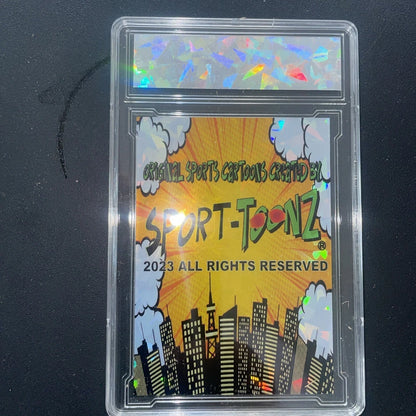 ORIGINAL SPORTS CARTOONS CREATED BY
SPORT-TOONZ®
2023 ALL RIGHTS RESERVED